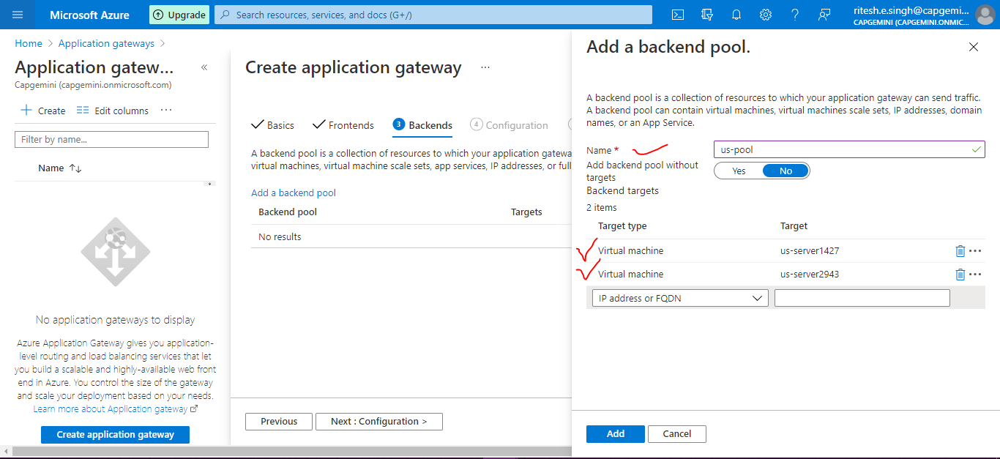 Microsoft Azure
Upgrade
Search resources, services, and docs (G+/)
ritesh.e.singh@capgemi...
CAPGEMINI (CAPGEMINI.ONMIC...
Home > Application gateways >
Application gatew...
«
Capgemini (capgemini.onmicrosoft.com)
+ Create
Edit columns
...
Filter by name...
Name ↑↓
No application gateways to display
Azure Application Gateway gives you application-
level routing and load balancing services that let
you build a scalable and highly-available web front
end in Azure. You control the size of the gateway
and scale your deployment based on your needs.
Learn more about Application gateway
Create application gateway
Create application gateway ...
Basics
Frontends
3 Backends
4 Configuration
A backend pool is a collection of resources to which your application gatewa
virtual machines, virtual machine scale sets, app services, IP addresses, or full
Add a backend pool
Backend pool
Targets
No results
Previous
Next : Configuration >
Add a backend pool.
A backend pool is a collection of resources to which your application gateway can send traffic.
A backend pool can contain virtual machines, virtual machines scale sets, IP addresses, domain
names, or an App Service.
Name *
us-pool
Add backend pool without
targets
Yes
No
Backend targets
2 items
Target type
Target
Virtual machine
us-server1427
...
Virtual machine
us-server2943
...
IP address or FQDN
Add
Cancel